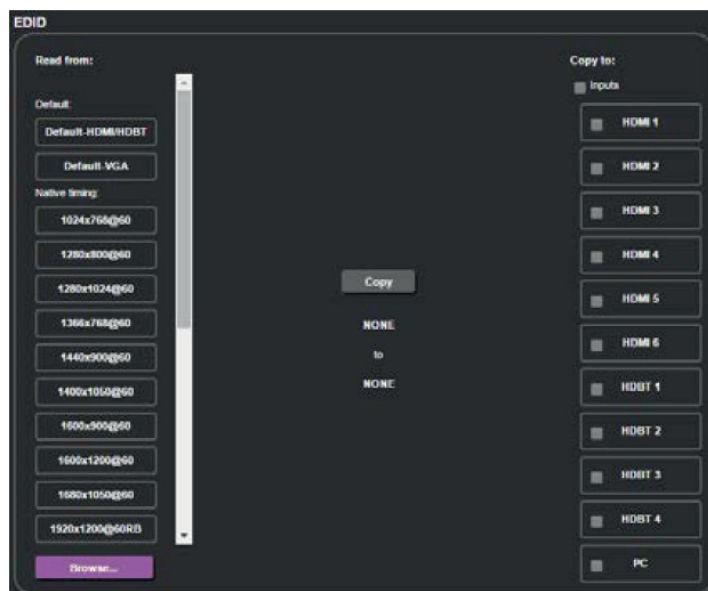 EDID
Read from:
Default:
Default-HDMI/HDBT
Default-VGA
Native timing:
1024x768@60
1280x800@60
1280x1024@60
1366x768@60
1440x900@60
1400x1050@60
1600x900@60
1600x1200@60
1680x1050@60
1920x1200@60RB
Browse...
Copy
NONE
to
NONE
Copy to:
Inputs
HDMI 1
HDMI 2
HDMI 3
HDMI 4
HDMI 5
HDMI 6
HDBT 1
HDBT 2
HDBT 3
HDBT 4
PC